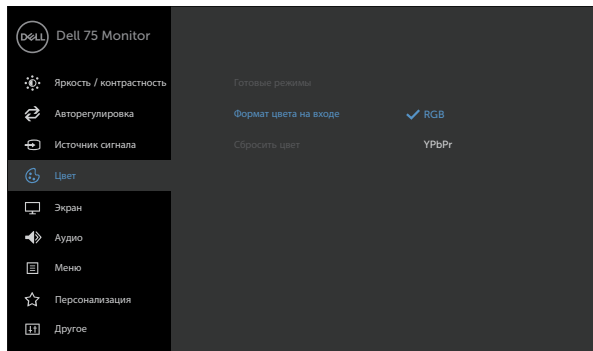 DELL Dell 75 Monitor
Яркость / контрастность
Готовые режимы
Авторегулировка
Формат цвета на входе
RGB
Источник сигнала
Сбросить цвет
YPbPr
Цвет
Экран
Аудио
Меню
Персонализация
Другое